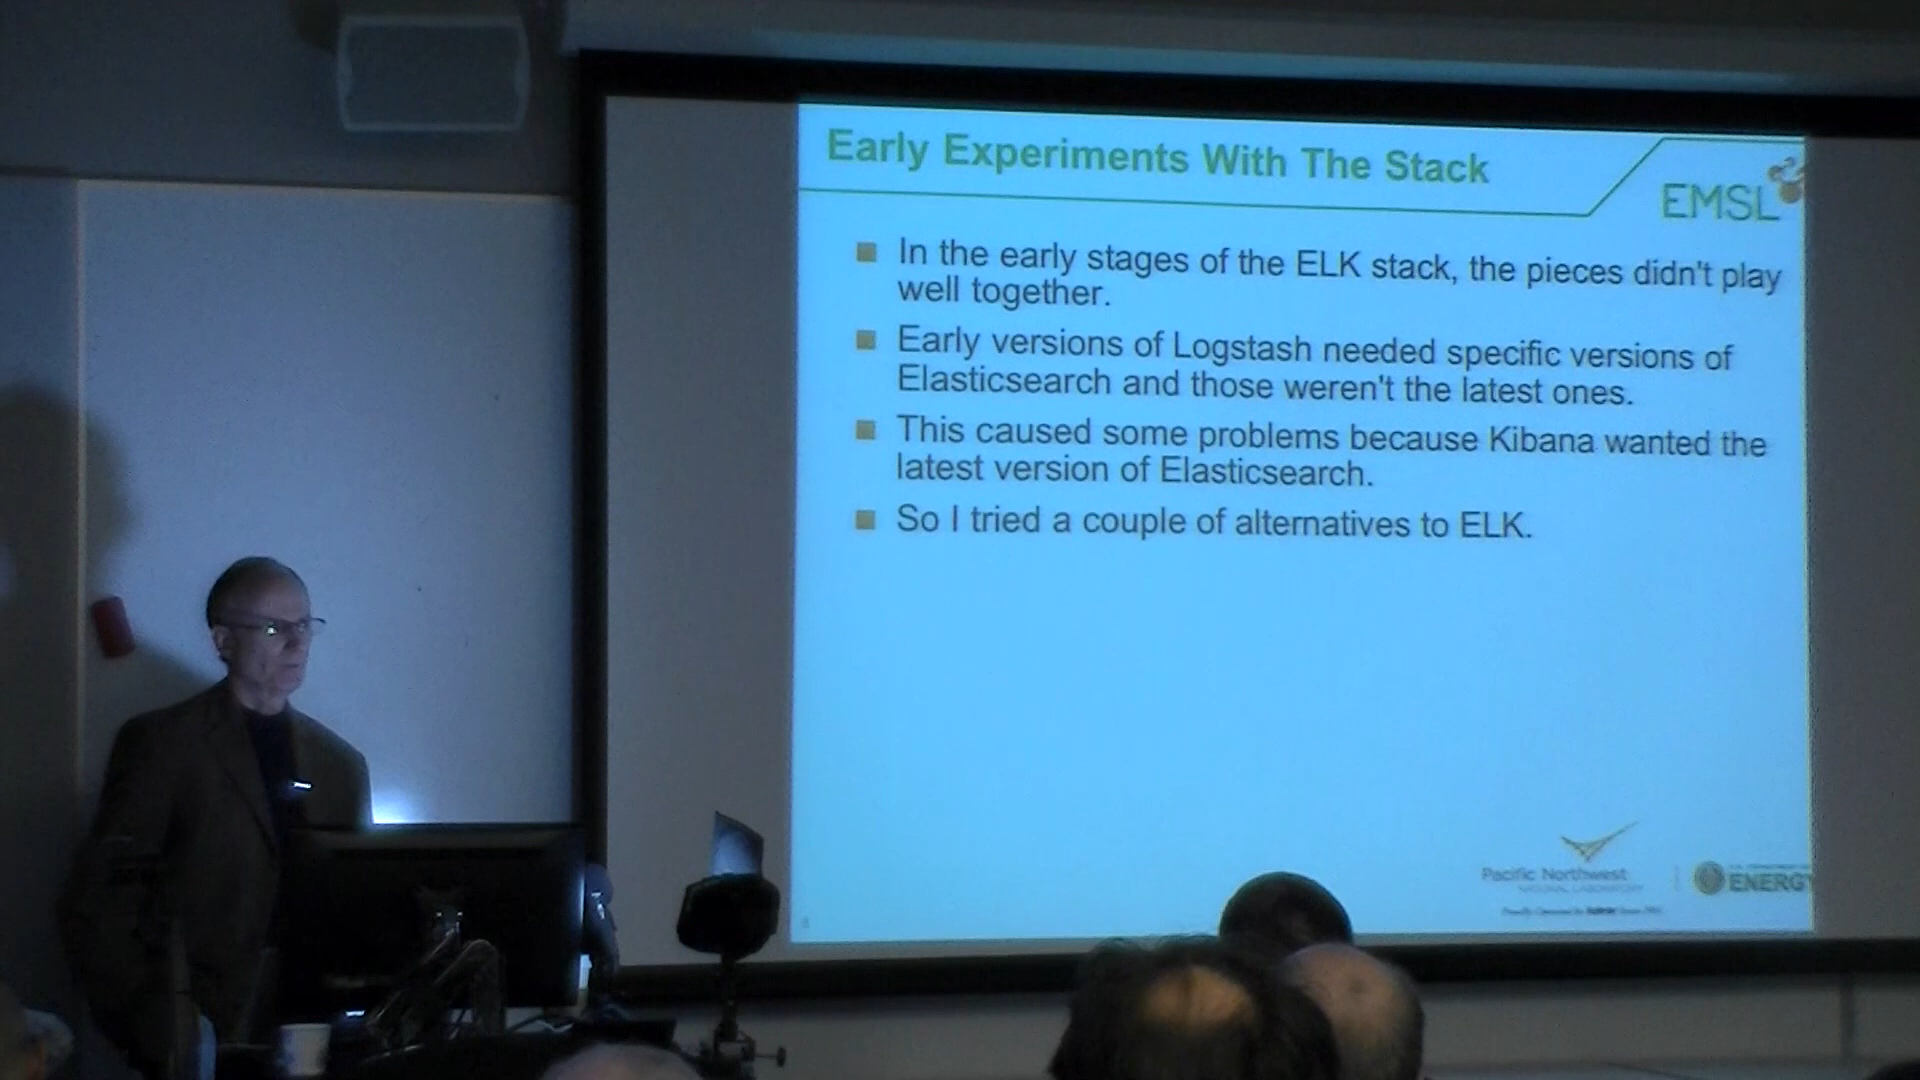 Early Experiments With The Stack
EMSL
In the early stages of the ELK stack, the pieces didn't play
well together.
Early versions of Logstash needed specific versions of
Elasticsearch and those weren't the latest ones.
This caused some problems because Kibana wanted the
latest version of Elasticsearch.
So I tried a couple of alternatives to ELK.
Pacific Northwest
NATIONAL LABORATORY
ENERGY